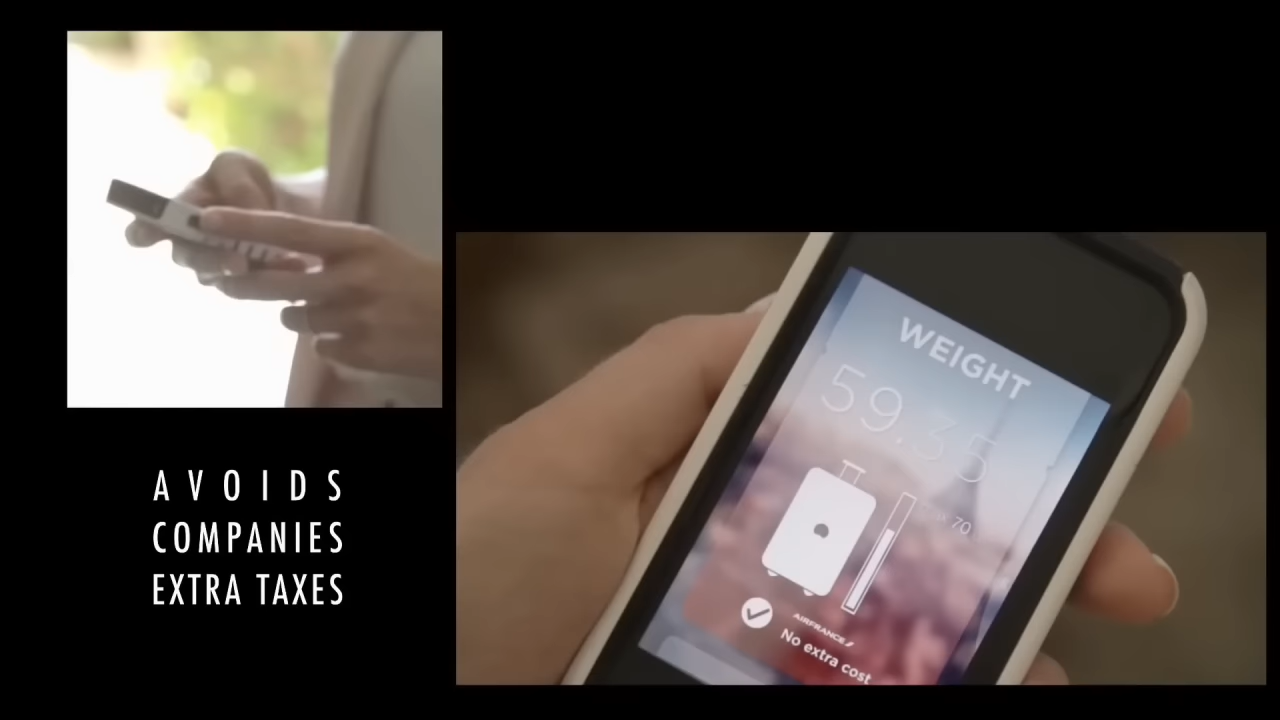 AVOIDS
COMPANIES
EXTRA TAXES
WEIGHT
59.35
70
AIRFRANCE
No extra cost